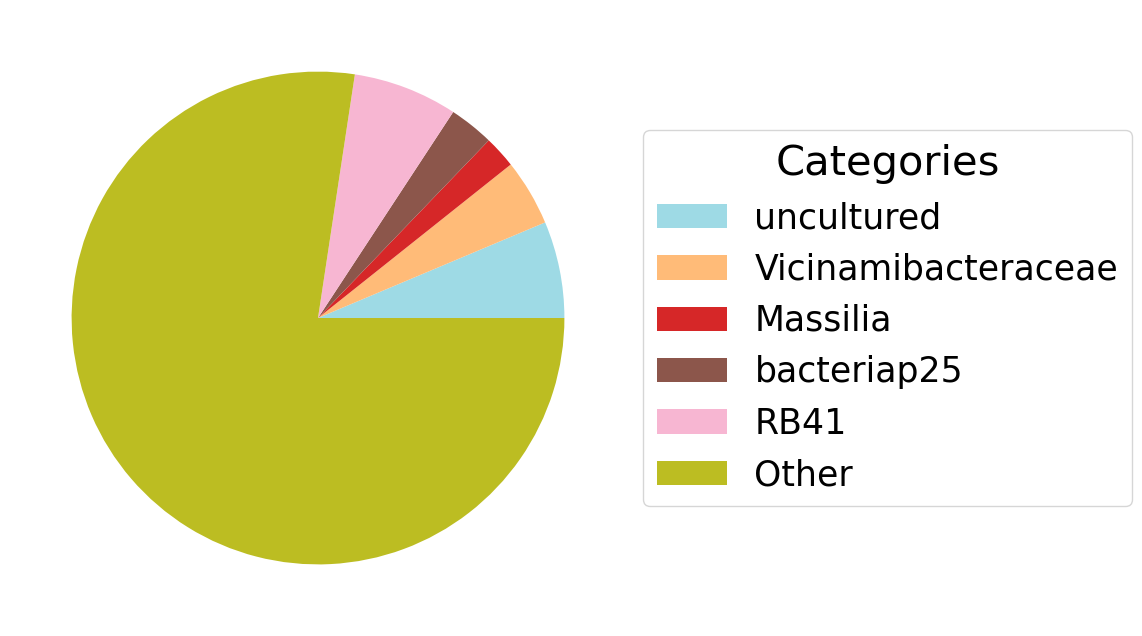 Categories
uncultured
Vicinamibacteraceae
Massilia
bacteriap25
RB41
Other